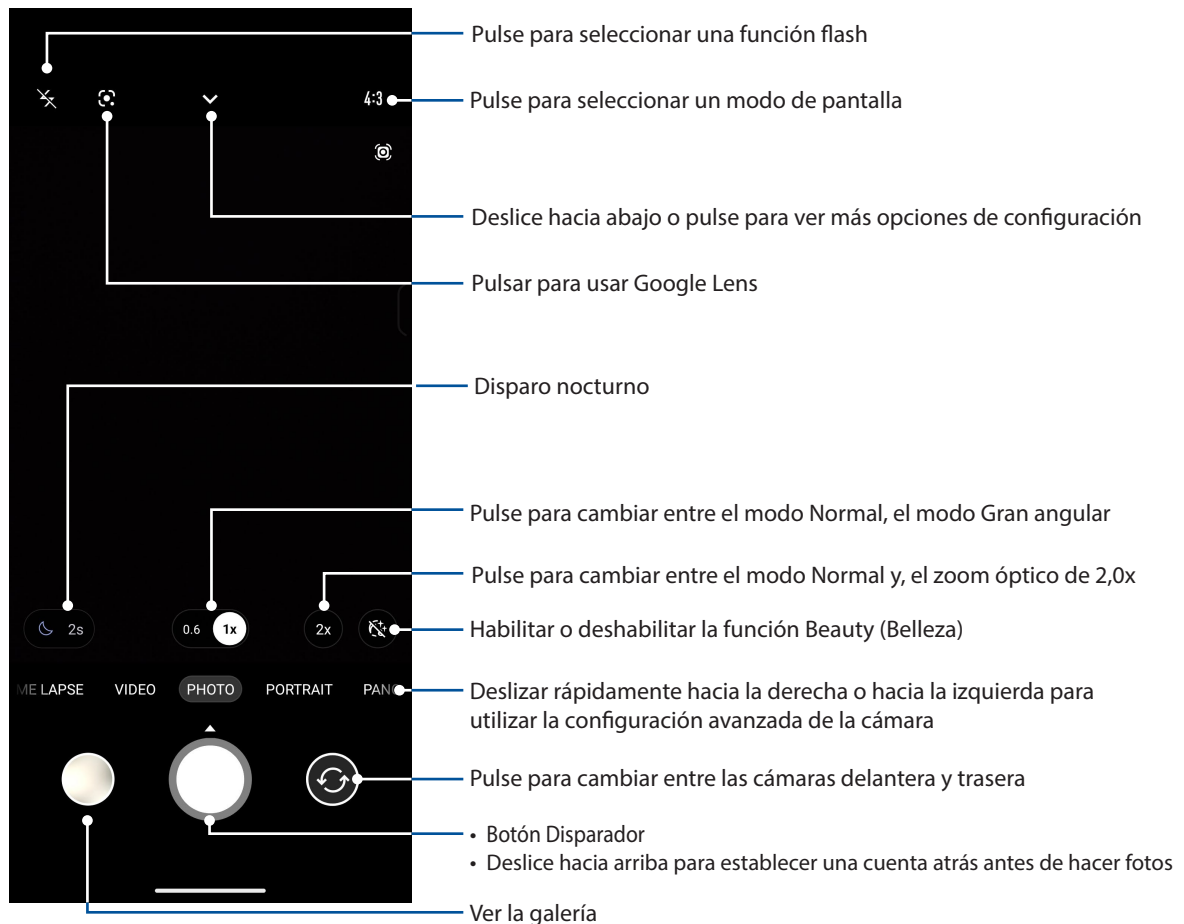 Pulse para seleccionar una función flash
4:3
Pulse para seleccionar un modo de pantalla
Deslice hacia abajo o pulse para ver más opciones de configuración
Pulsar para usar Google Lens
Disparo nocturno
Pulse para cambiar entre el modo Normal, el modo Gran angular
Pulse para cambiar entre el modo Normal y, el zoom óptico de 2,0x
2s
0.6 1x
2x
Habilitar o deshabilitar la función Beauty (Belleza)
ME LAPSE VIDEO PHOTO PORTRAIT PANO
Deslizar rápidamente hacia la derecha o hacia la izquierda para
utilizar la configuración avanzada de la cámara
Pulse para cambiar entre las cámaras delantera y trasera
• Botón Disparador
• Deslice hacia arriba para establecer una cuenta atrás antes de hacer fotos
Ver la galería